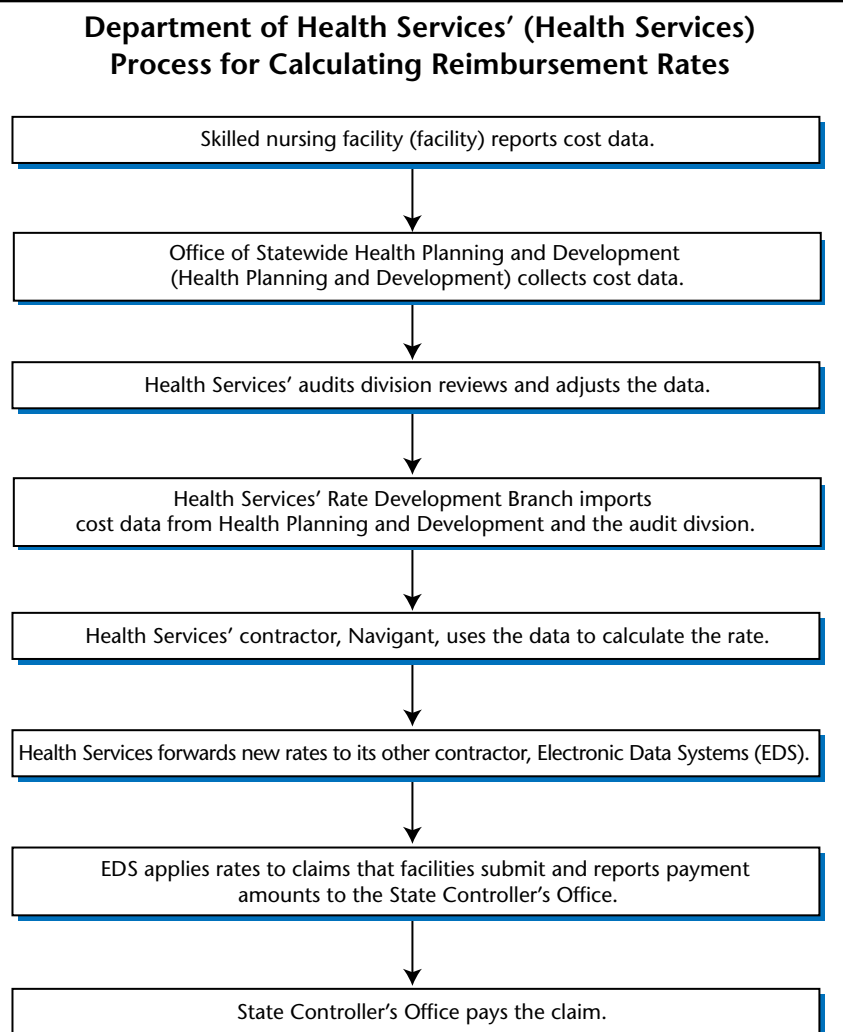 Department of Health Services’ (Health Services)
Process for Calculating Reimbursement Rates
Skilled nursing facility (facility) reports cost data.
Office of Statewide Health Planning and Development
(Health Planning and Development) collects cost data.
Health Services’ audits division reviews and adjusts the data.
Health Services’ Rate Development Branch imports
cost data from Health Planning and Development and the audit divsion.
Health Services’ contractor, Navigant, uses the data to calculate the rate.
Health Services forwards new rates to its other contractor, Electronic Data Systems (EDS).
EDS applies rates to claims that facilities submit and reports payment
amounts to the State Controller’s Office.
State Controller’s Office pays the claim.